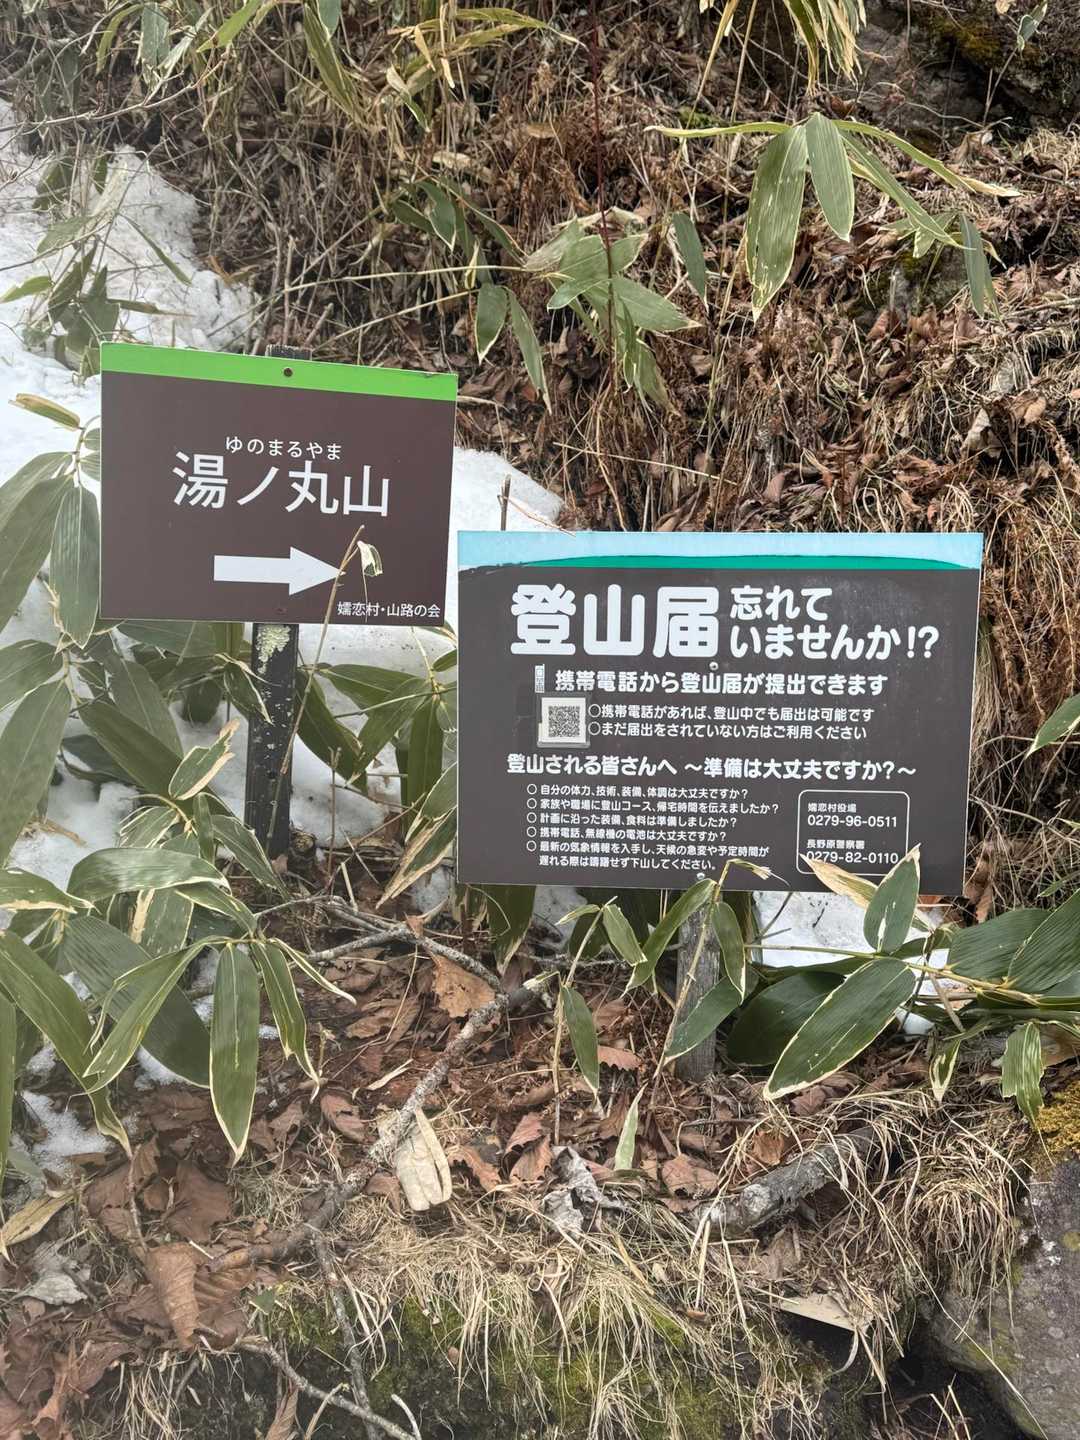 ゆのまるやま
湯ノ丸山
嬬恋村・山路の会
登山届 忘れていませんか!?
携帯電話から登山届が提出できます
○携帯電話があれば、登山中でも届出は可能です
○まだ届出をされていない方はご利用ください
登山される皆さんへ ～準備は大丈夫ですか?～
○ 自分の体力、技術、装備、体調は大丈夫ですか?
○ 家族や職場に登山コース、帰宅時間を伝えましたか?
○ 計画に沿った装備、食料は準備しましたか?
○ 携帯電話、無線機の電池は大丈夫ですか?
○ 最新の気象情報を入手し、天候の急変や予定時間が
遅れる際は躊躇せず下山してください。
嬬恋村役場
0279-96-0511
長野原警察署
0279-82-0110